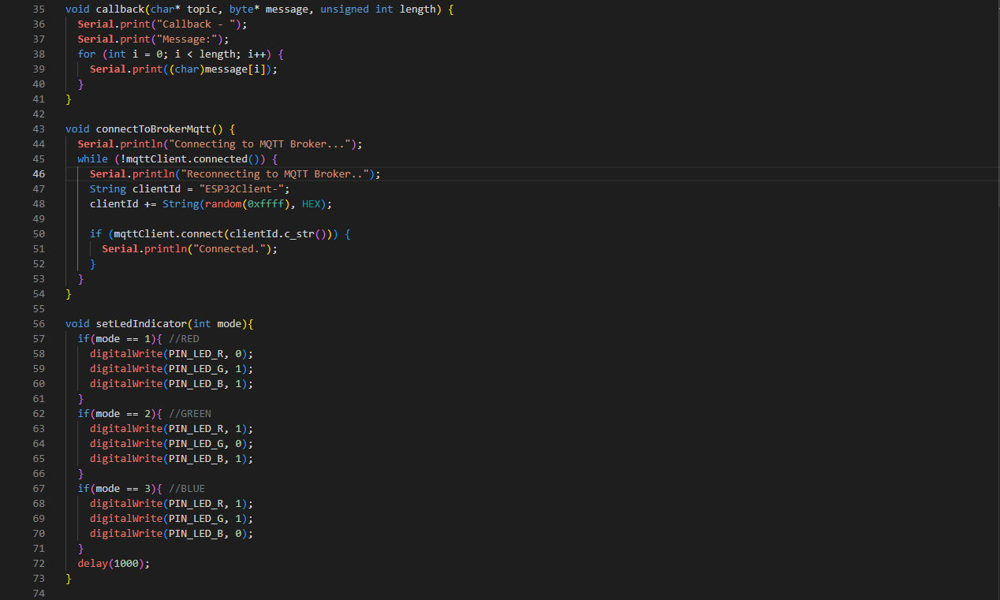 35 void callback(char* topic, byte* message, unsigned int length) {
36   Serial.print("Callback - ");
37   Serial.print("Message:");
38   for (int i = 0; i < length; i++) {
39     Serial.print((char)message[i]);
40   }
41 }
42
43 void connectToBrokerMqtt() {
44   Serial.println("Connecting to MQTT Broker...");
45   while (!mqttClient.connected()) {
46     Serial.println("Reconnecting to MQTT Broker..");
47     String clientId = "ESP32Client-";
48     clientId += String(random(0xffff), HEX);
49
50     if (mqttClient.connect(clientId.c_str())) {
51       Serial.println("Connected.");
52     }
53   }
54 }
55
56 void setLedIndicator(int mode){
57   if(mode == 1){ //RED
58     digitalWrite(PIN_LED_R, 0);
59     digitalWrite(PIN_LED_G, 1);
60     digitalWrite(PIN_LED_B, 1);
61   }
62   if(mode == 2){ //GREEN
63     digitalWrite(PIN_LED_R, 1);
64     digitalWrite(PIN_LED_G, 0);
65     digitalWrite(PIN_LED_B, 1);
66   }
67   if(mode == 3){ //BLUE
68     digitalWrite(PIN_LED_R, 1);
69     digitalWrite(PIN_LED_G, 1);
70     digitalWrite(PIN_LED_B, 0);
71   }
72   delay(1000);
73 }
74